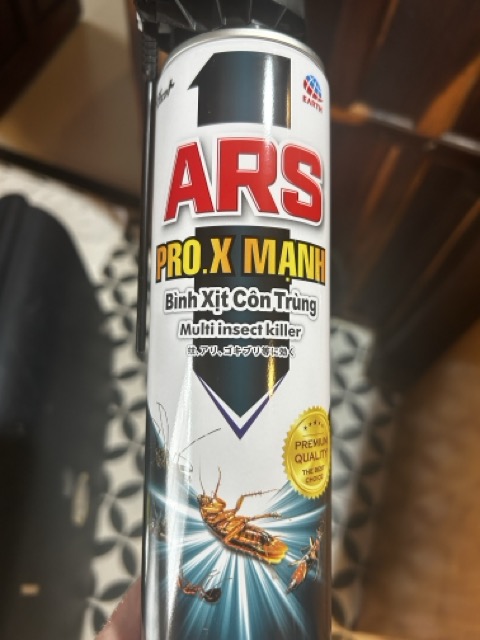 EARTH
ARS
PRO.X MẠNH
Bình Xịt Côn Trùng
Multi insect killer
アリ、ゴキブリ等に効く
PREMIUM
QUALITY
THE BEST
CHOICE